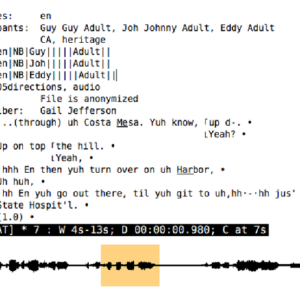 es: en
pants: Guy Guy Adult, Joh Johnny Adult, Eddy Adult
CA, heritage
en|NB|Guy|||||Adult||
en|NB|Joh|||||Adult||
en|NB|Eddy|||||Adult||
05directions, audio
File is anonymized
iber: Gail Jefferson
...(through) uh Costa Mesa. Yuh know, ⌈up d-. •
⌊Yeah? •
Up on top ⌈the hill. •
⌊Yeah, •
hhh En then yuh turn over on uh Harbor, •
Uh huh, •
hh En yuh go out there, til yuh git to uh,hh·-·hh jus'
State Hospit'l. •
(1.0) •
AT] * 7 : W 4s-13s; D 00:00:00.980; C at 7s